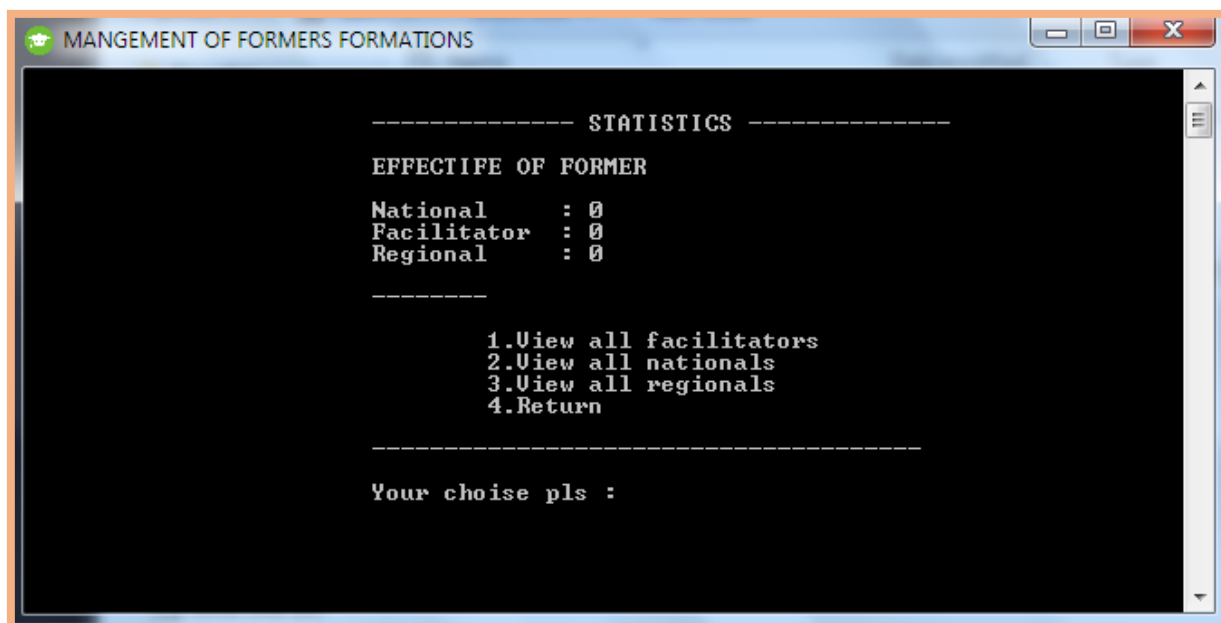 MANGEMENT OF FORMERS FORMATIONS
-------------- STATISTICS --------------
EFFECTIFE OF FORMER
National : 0
Facilitator : 0
Regional : 0
--------
1.View all facilitators
2.View all nationals
3.View all regionals
4.Return
--------------------------------------
Your choise pls :